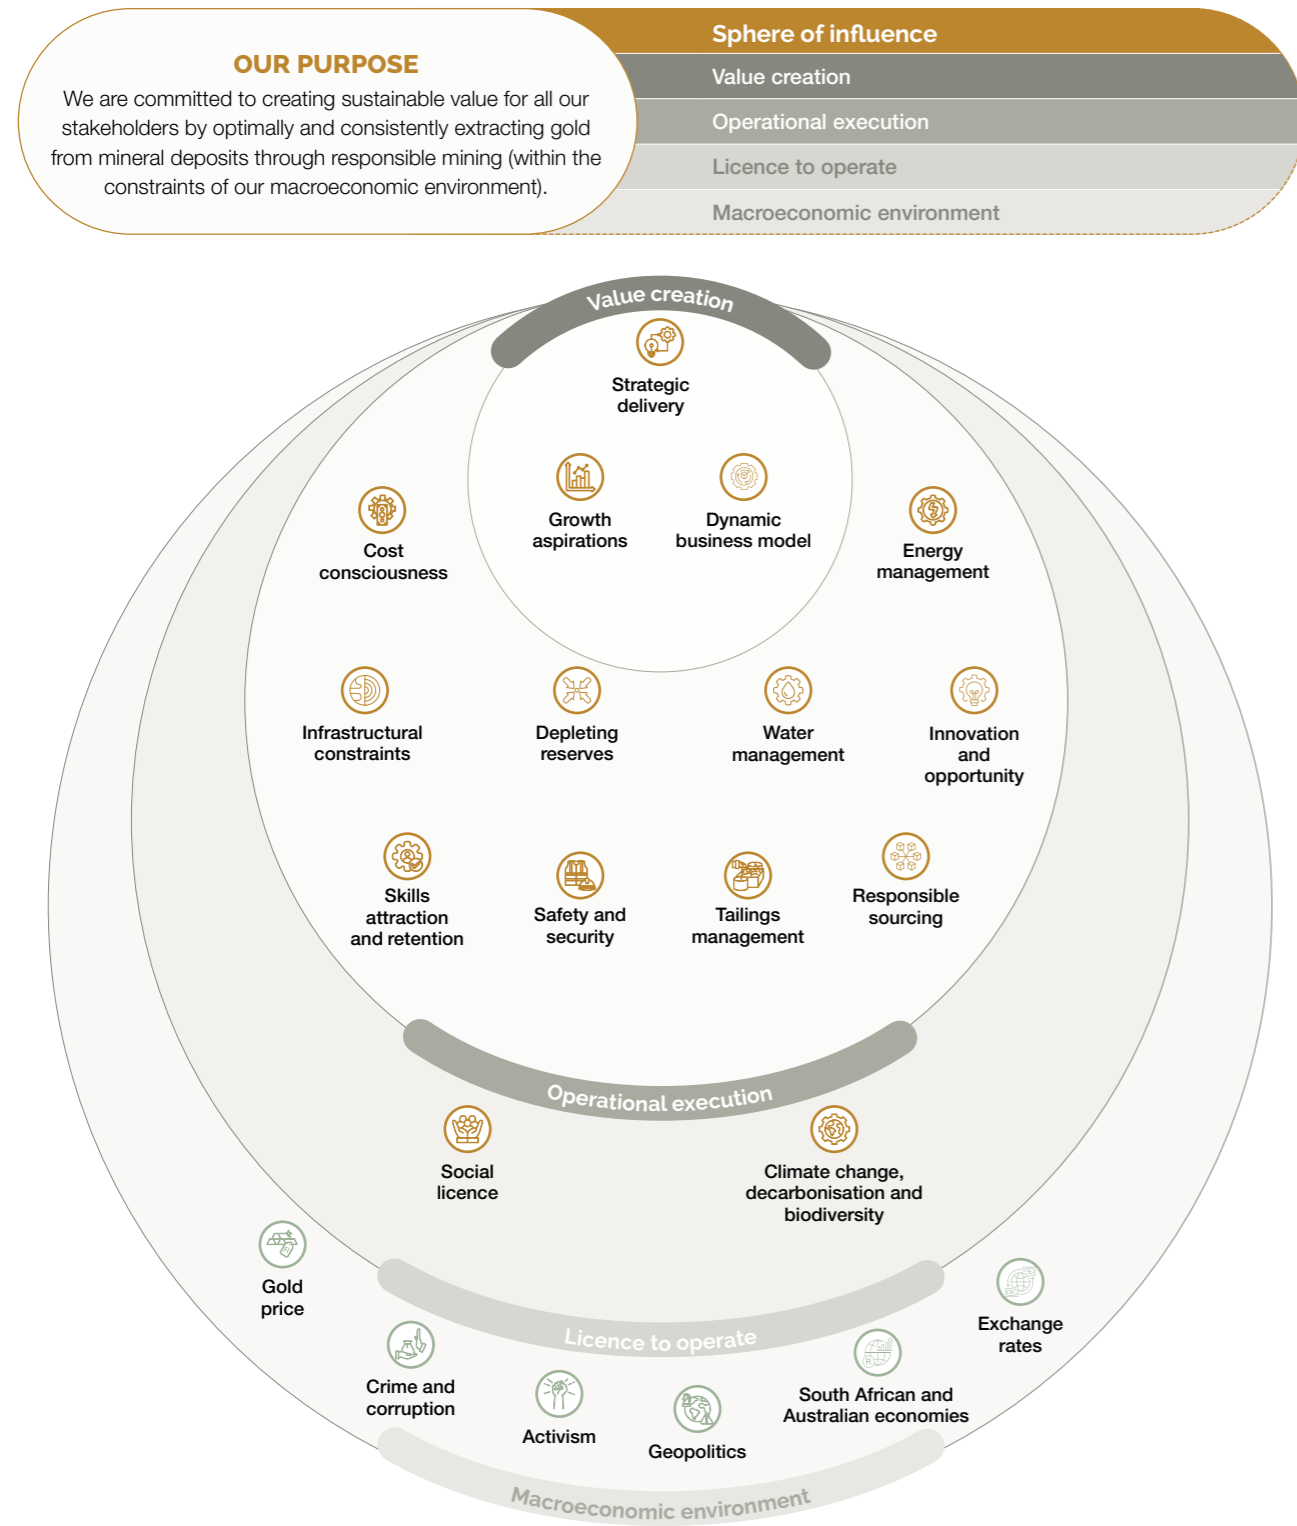 OUR PURPOSE
We are committed to creating sustainable value for all our
stakeholders by optimally and consistently extracting gold
from mineral deposits through responsible mining (within the
constraints of our macroeconomic environment).
Sphere of influence
Value creation
Operational execution
Licence to operate
Macroeconomic environment
Value creation
Strategic
delivery
Growth
aspirations
Dynamic
business model
Cost
consciousness
Energy
management
Infrastructural
constraints
Depleting
reserves
Water
management
Innovation
and
opportunity
Skills
attraction
and retention
Safety and
security
Tailings
management
Responsible
sourcing
Operational execution
Social
licence
Climate change,
decarbonisation and
biodiversity
Gold
price
Licence to operate
Exchange
rates
Crime and
corruption
Activism
Geopolitics
South African and
Australian economies
Macroeconomic environment